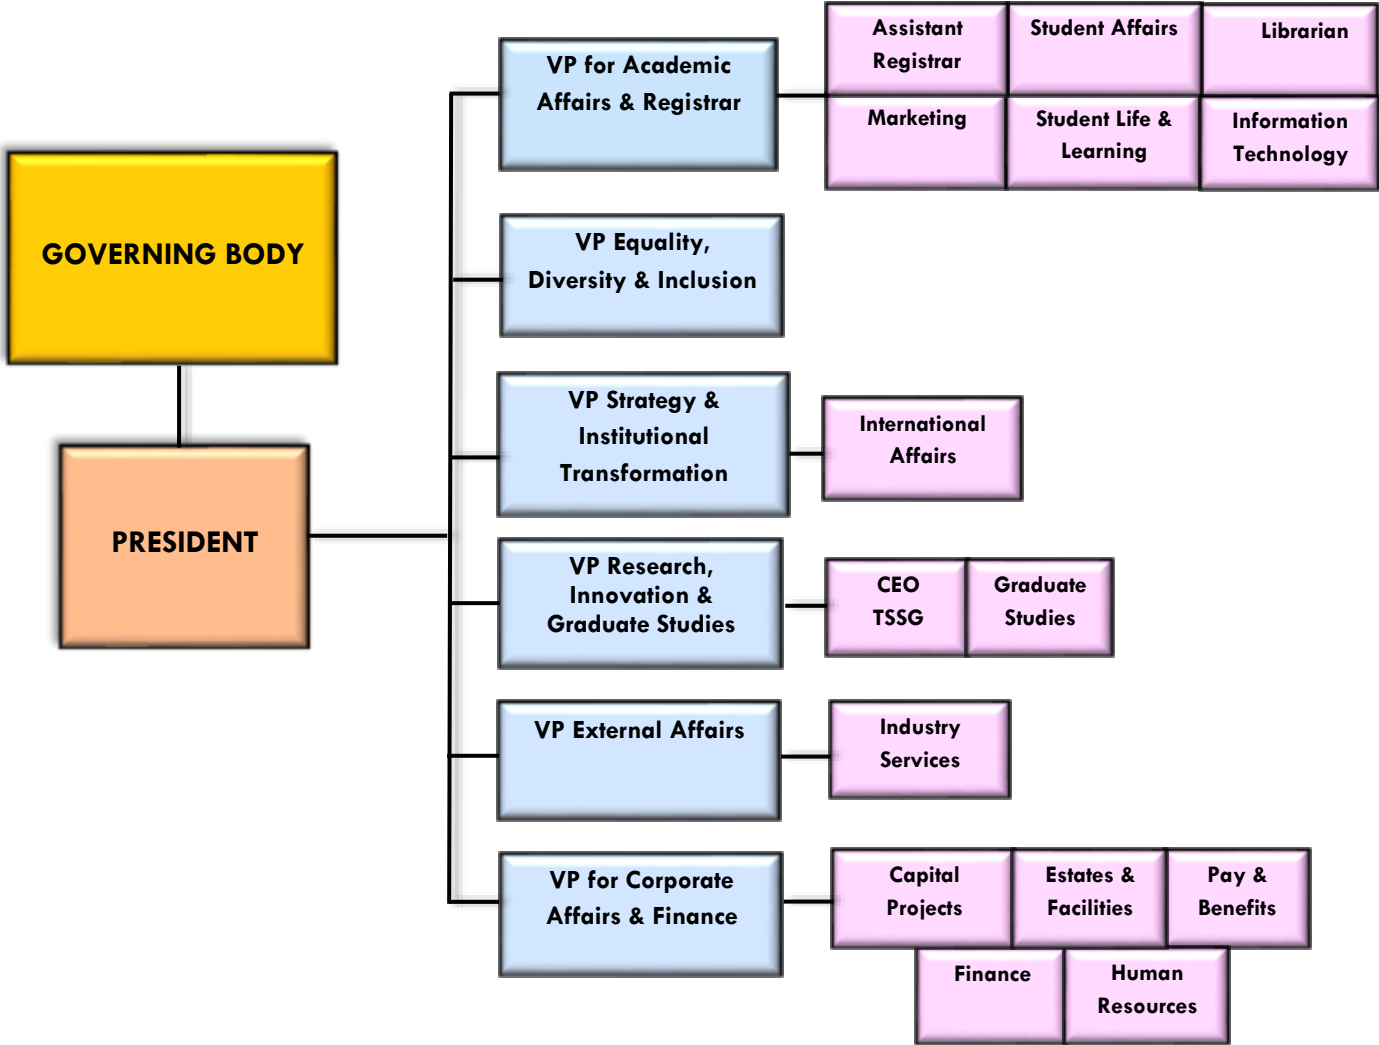 GOVERNING BODY
PRESIDENT
VP for Academic
Affairs & Registrar
Assistant
Registrar
Student Affairs
Librarian
Marketing
Student Life &
Learning
Information
Technology
VP Equality,
Diversity & Inclusion
VP Strategy &
Institutional
Transformation
International
Affairs
VP Research,
Innovation &
Graduate Studies
CEO
TSSG
Graduate
Studies
VP External Affairs
Industry
Services
VP for Corporate
Affairs & Finance
Capital
Projects
Estates &
Facilities
Pay &
Benefits
Finance
Human
Resources